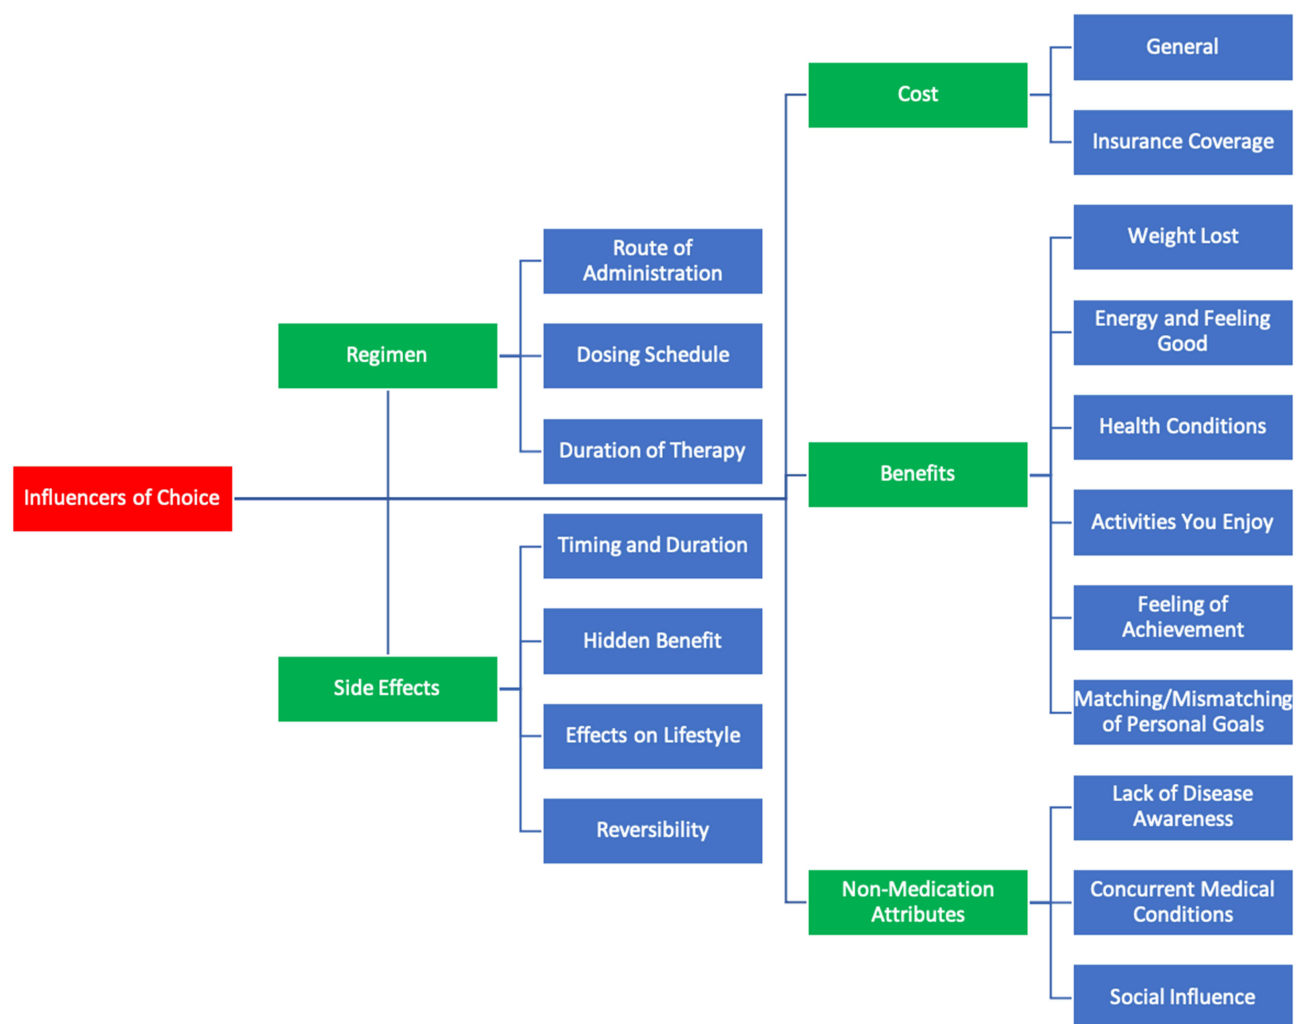 Influencers of Choice
Regimen
Route of
Administration
Dosing Schedule
Duration of Therapy
Side Effects
Timing and Duration
Hidden Benefit
Effects on Lifestyle
Reversibility
Cost
General
Insurance Coverage
Benefits
Weight Lost
Energy and Feeling
Good
Health Conditions
Activities You Enjoy
Feeling of
Achievement
Matching/Mismatching
of Personal Goals
Non-Medication
Attributes
Lack of Disease
Awareness
Concurrent Medical
Conditions
Social Influence